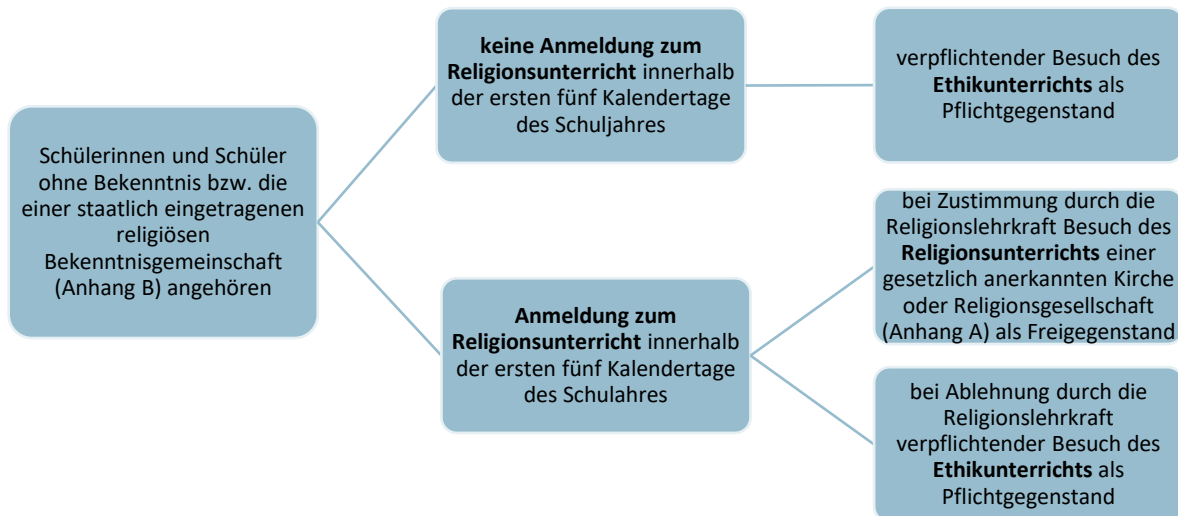 Schülerinnen und Schüler
ohne Bekenntnis bzw. die
einer staatlich eingetragenen
religiösen
Bekenntnisgemeinschaft
(Anhang B) angehören
keine Anmeldung zum
Religionsunterricht innerhalb
der ersten fünf Kalendertage
des Schuljahres
verpflichtender Besuch des
Ethikunterrichts als
Pflichtgegenstand
Anmeldung zum
Religionsunterricht innerhalb
der ersten fünf Kalendertage
des Schulahres
bei Zustimmung durch die
Religionslehrkraft Besuch des
Religionsunterrichts einer
gesetzlich anerkannten Kirche
oder Religionsgesellschaft
(Anhang A) als Freigegenstand
bei Ablehnung durch die
Religionslehrkraft
verpflichtender Besuch des
Ethikunterrichts als
Pflichtgegenstand